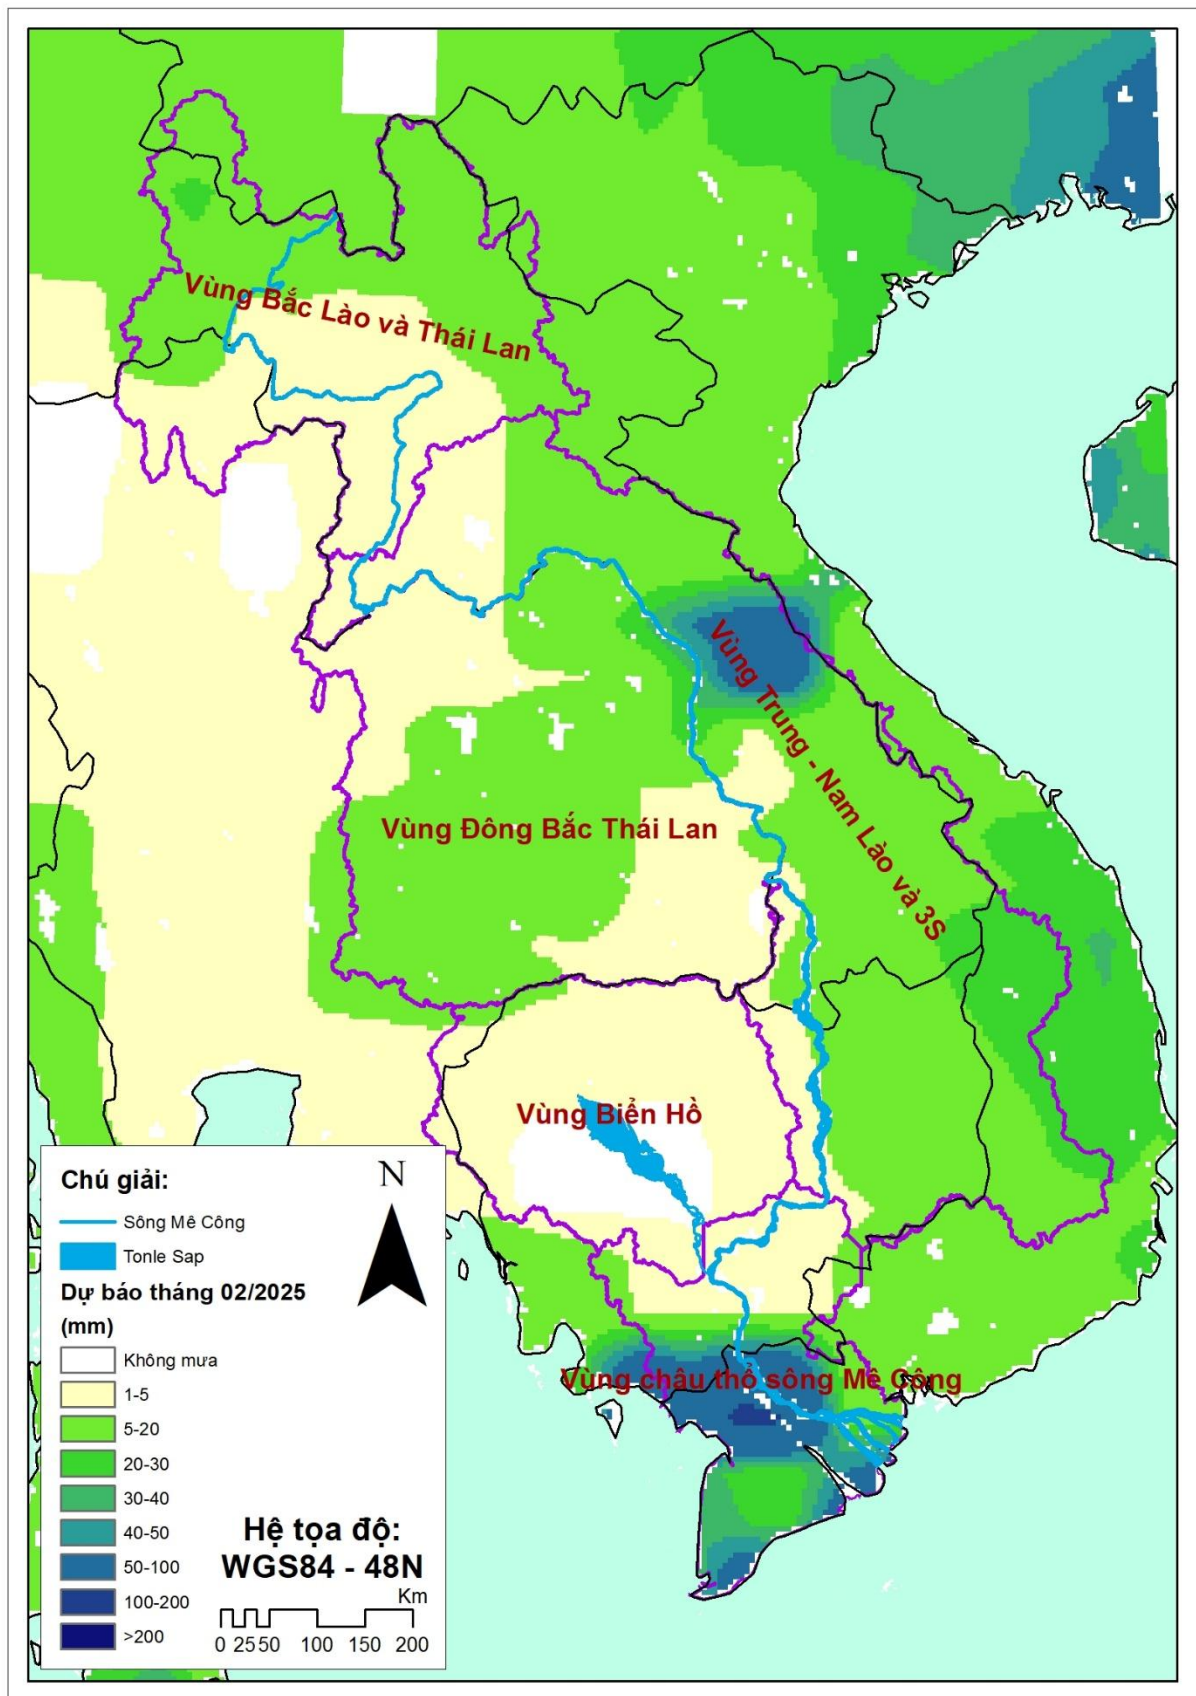 Vùng Bắc Lào và Thái Lan
Vùng Trung - Nam Lào và 3S
Vùng Đông Bắc Thái Lan
Vùng Biển Hồ
Vùng châu thổ sông Mê Công
Chú giải:
N
Sông Mê Công
Tonle Sap
Dự báo tháng 02/2025
(mm)
Không mưa
1-5
5-20
20-30
30-40
40-50
50-100
100-200
>200
Hệ tọa độ:
WGS84 - 48N
Km
0 25 50 100 150 200